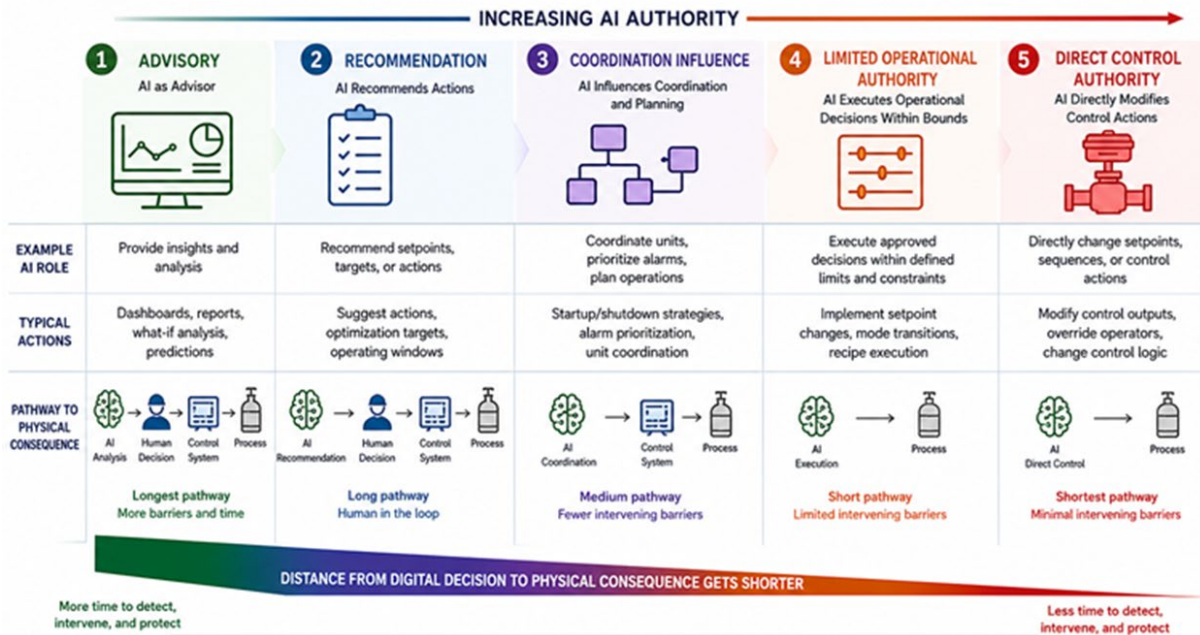 INCREASING AI AUTHORITY
1 ADVISORY
AI as Advisor
2 RECOMMENDATION
AI Recommends Actions
3 COORDINATION INFLUENCE
AI Influences Coordination
and Planning
4 LIMITED OPERATIONAL
AUTHORITY
AI Executes Operational
Decisions Within Bounds
5 DIRECT CONTROL
AUTHORITY
AI Directly Modifies
Control Actions
EXAMPLE
AI ROLE
Provide insights and
analysis
Recommend setpoints,
targets, or actions
Coordinate units,
prioritize alarms,
plan operations
Execute approved
decisions within defined
limits and constraints
Directly change setpoints,
sequences, or control
actions
TYPICAL
ACTIONS
Dashboards, reports,
what-if analysis,
predictions
Suggest actions,
optimization targets,
operating windows
Startup/shutdown strategies,
alarm prioritization,
unit coordination
Implement setpoint
changes, mode transitions,
recipe execution
Modify control outputs,
override operators,
change control logic
PATHWAY TO
PHYSICAL
CONSEQUENCE
AI
Analysis
Human
Decision
Control
System
Process
Longest pathway
More barriers and time
AI
Recommendation
Human
Decision
Control
System
Process
Long pathway
Human in the loop
AI
Coordination
Control
System
Process
Medium pathway
Fewer intervening barriers
AI
Execution
Process
Short pathway
Limited intervening barriers
AI
Direct Control
Process
Shortest pathway
Minimal intervening barriers
DISTANCE FROM DIGITAL DECISION TO PHYSICAL CONSEQUENCE GETS SHORTER
More time to detect,
intervene, and protect
Less time to detect,
intervene, and protect